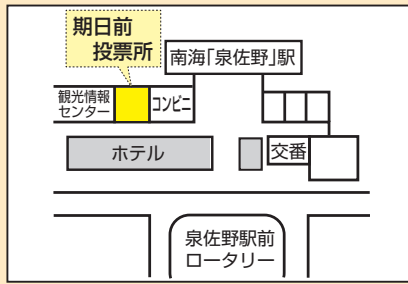 期日前
投票所
南海「泉佐野」駅
観光情報
センター
コンビニ
ホテル
交番
泉佐野駅前
ロータリー